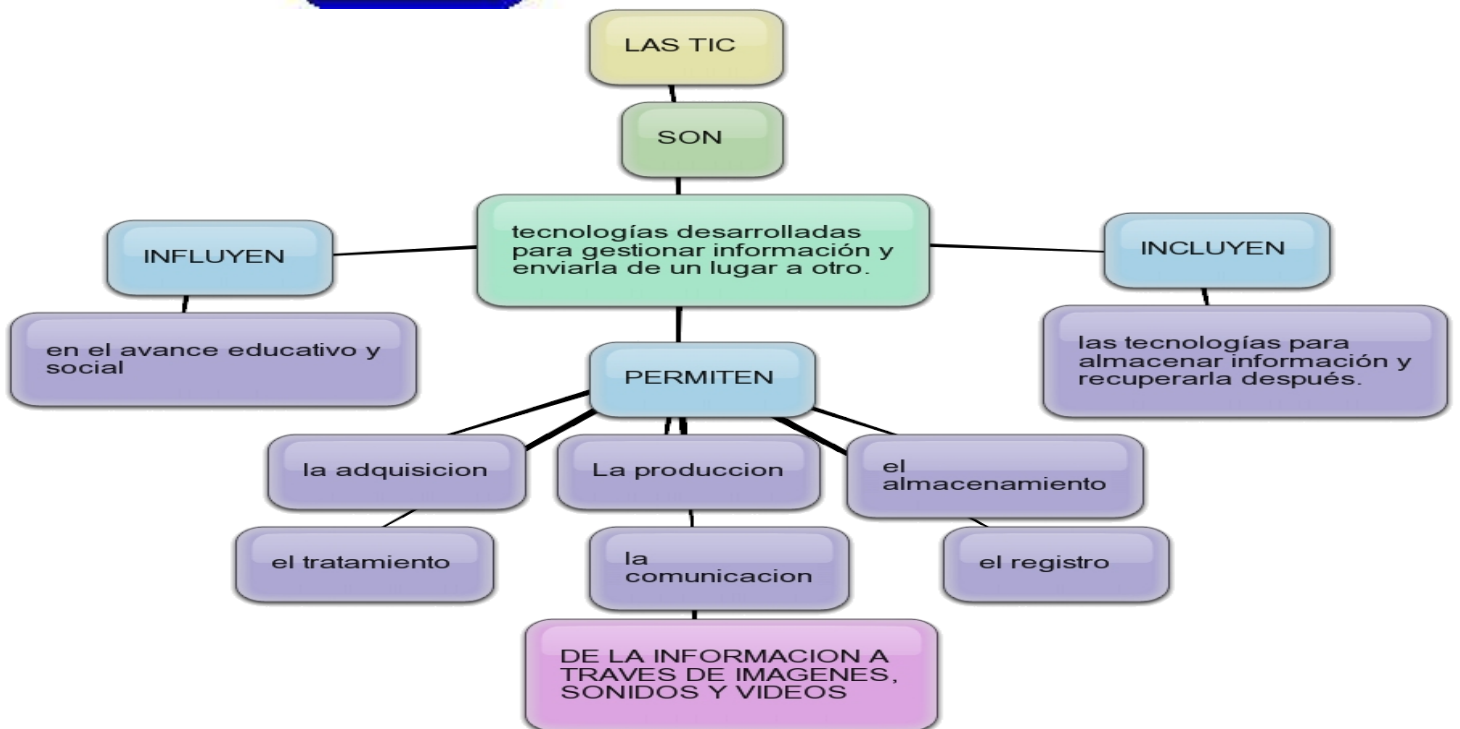 LAS TIC
SON
tecnologías desarrolladas
para gestionar información y
enviarla de un lugar a otro.
INFLUYEN
en el avance educativo y
social
INCLUYEN
las tecnologías para
almacenar información y
recuperarla después.
PERMITEN
la adquisicion
La produccion
el
almacenamiento
el tratamiento
la
comunicacion
el registro
DE LA INFORMACION A
TRAVES DE IMAGENES,
SONIDOS Y VIDEOS